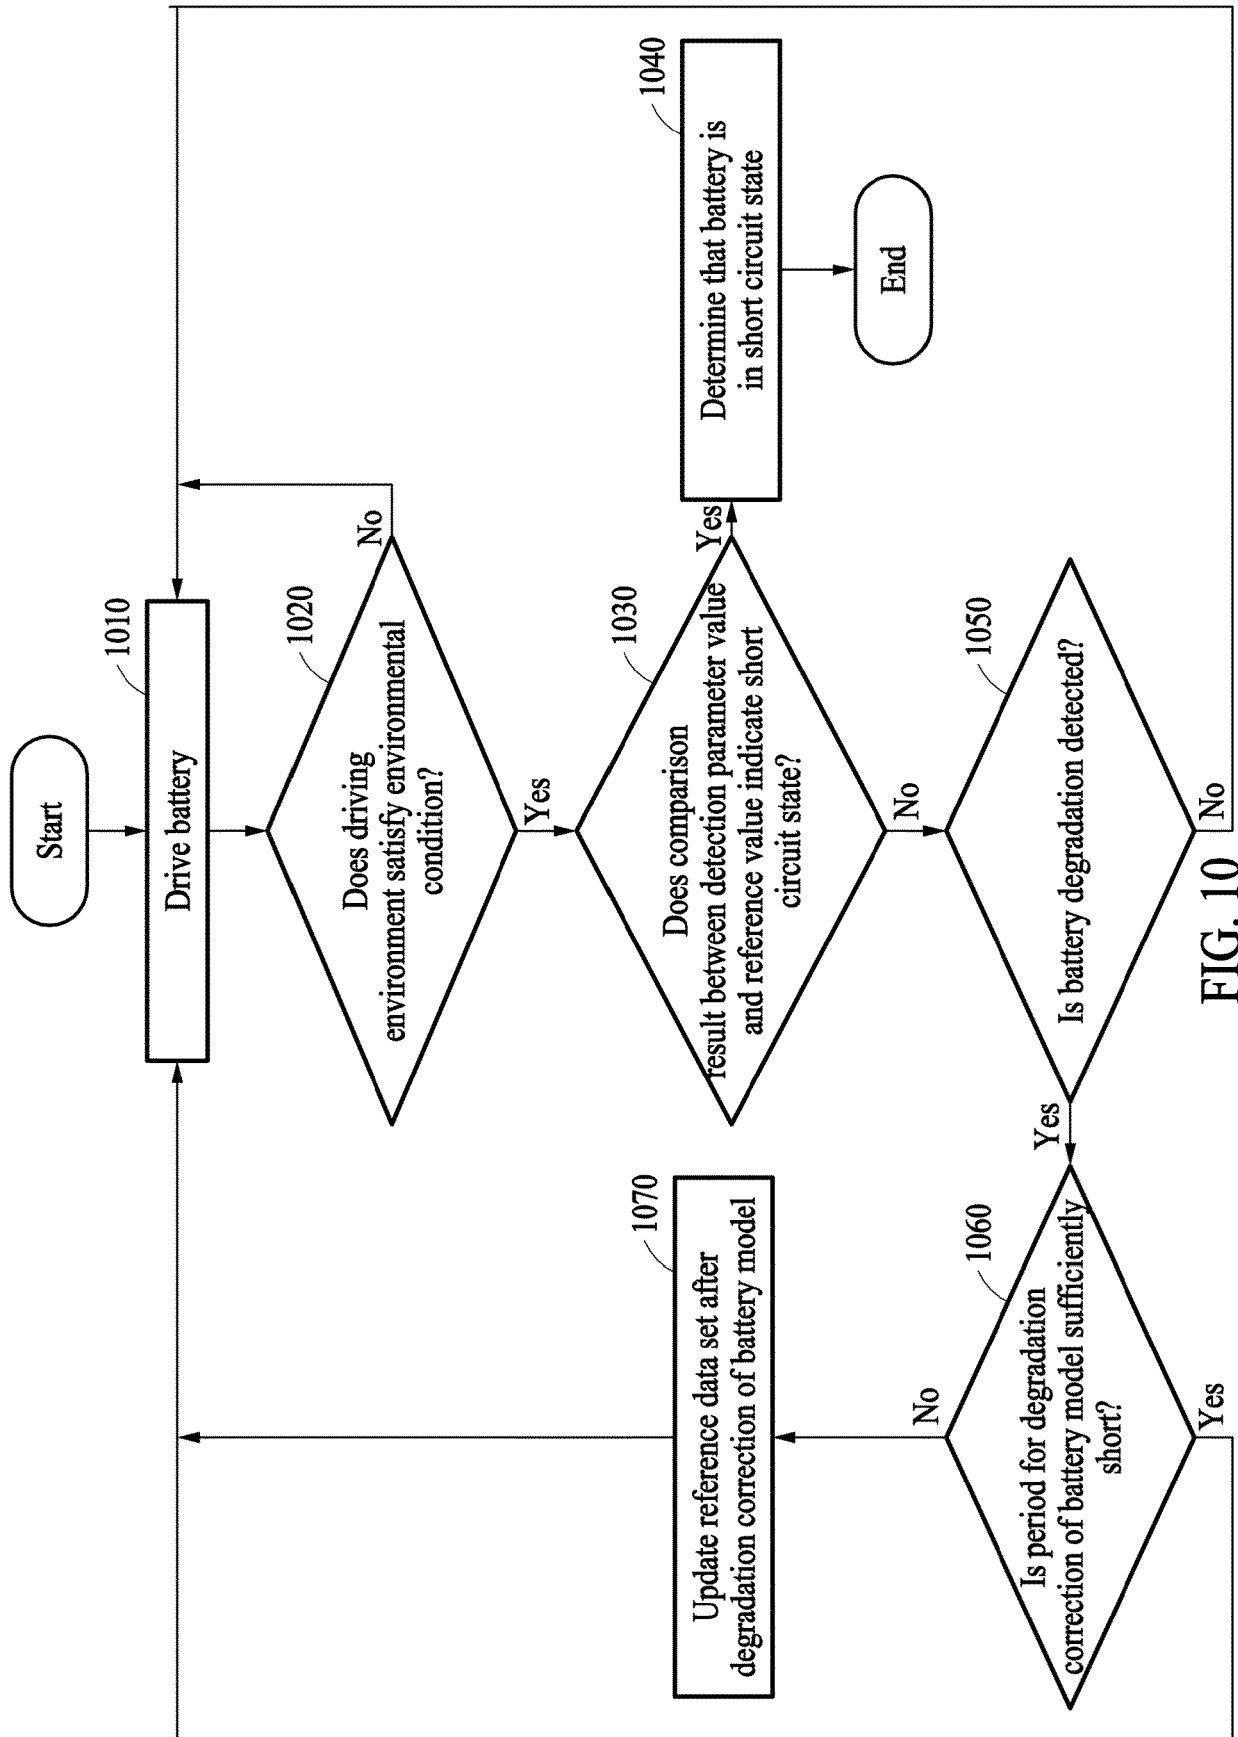 Start
1010
Drive battery
1020
Does driving
environment satisfy environmental
condition?
No
Yes
1030
Does comparison
result between detection parameter value
and reference value indicate short
circuit state?
Yes
1040
Determine that battery is
in short circuit state
End
No
1050
Is battery degradation detected?
No
Yes
1060
Is period for degradation
correction of battery model sufficiently
short?
Yes
No
1070
Update reference data set after
degradation correction of battery model
FIG. 10